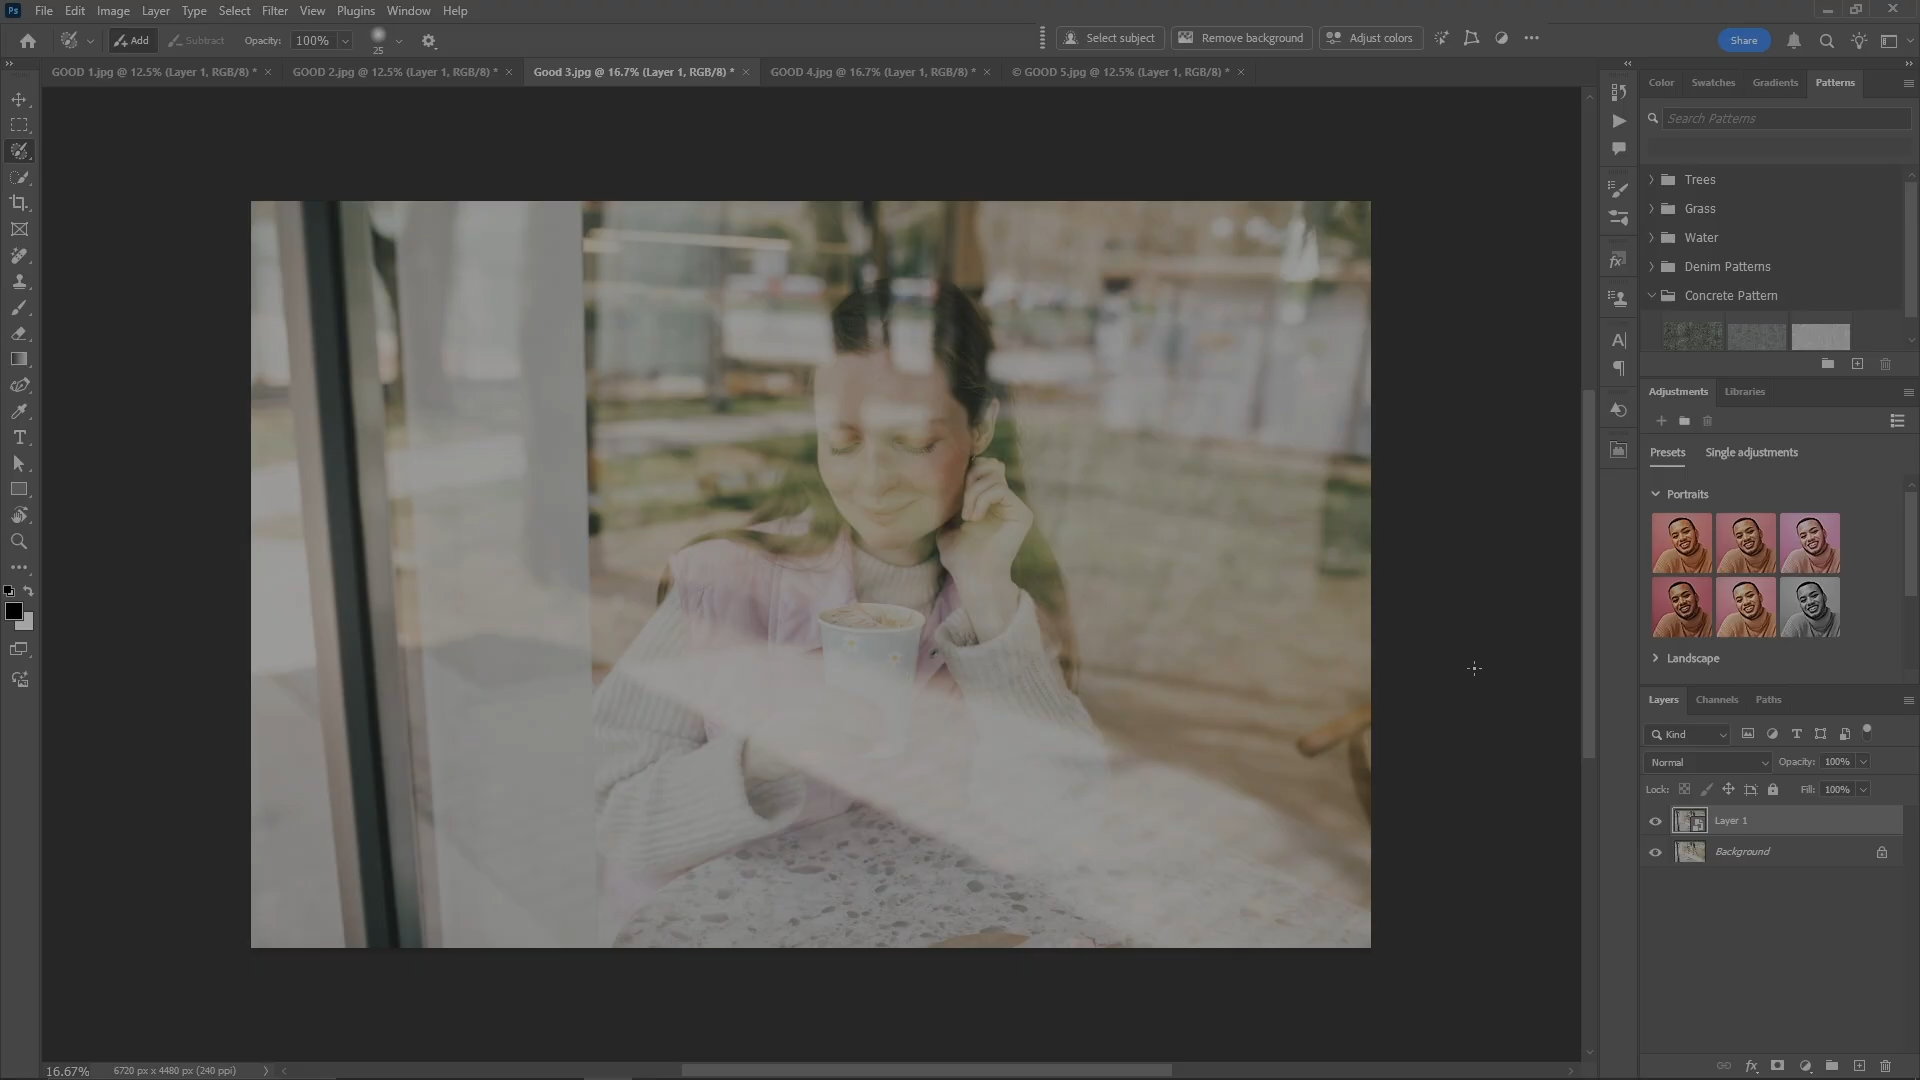 Ps File Edit Image Layer Type Select Filter View Plugins Window Help
Add Subtract Opacity: 100% 25 Select subject Remove background Adjust colors Share
GOOD 1.jpg @ 12.5% (Layer 1, RGB/8) * × GOOD 2.jpg @ 12.5% (Layer 1, RGB/8) * × Good 3.jpg @ 16.7% (Layer 1, RGB/8) * × GOOD 4.jpg @ 16.7% (Layer 1, RGB/8) * × © GOOD 5.jpg @ 12.5% (Layer 1, RGB/8) * ×
Color Swatches Gradients Patterns
Search Patterns
Trees
Grass
Water
Denim Patterns
Concrete Pattern
Adjustments Libraries
Presets Single adjustments
Portraits
Landscape
Layers Channels Paths
Kind
Normal Opacity: 100%
Lock: Fill: 100%
Layer 1
Background
16.67% 6720 px x 4480 px (240 ppi)